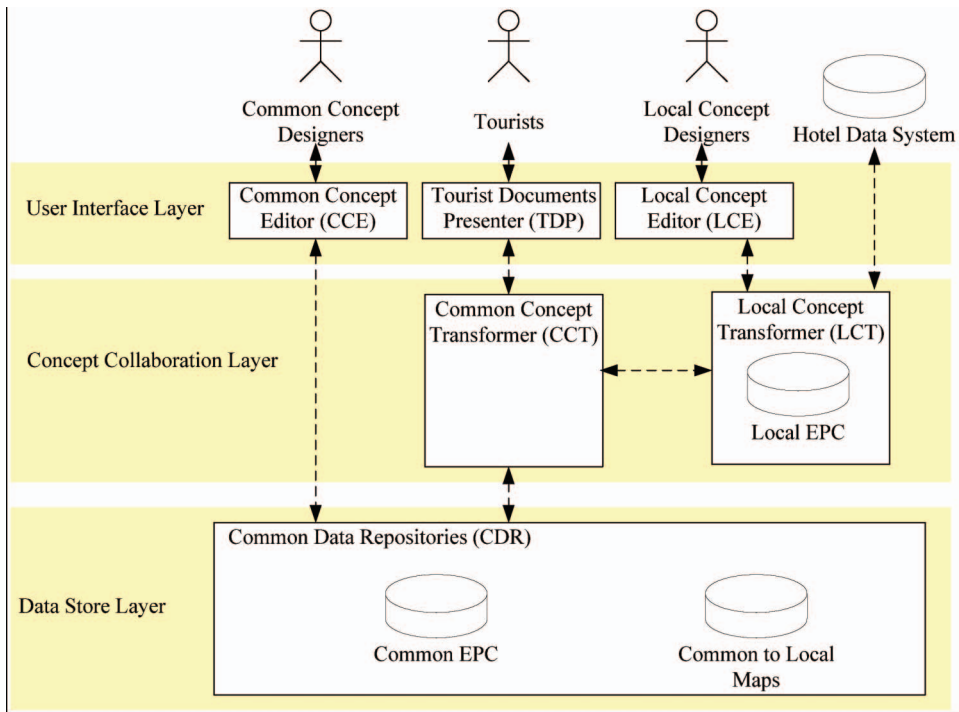 Common Concept
Designers
Tourists
Local Concept
Designers
Hotel Data System
User Interface Layer
Common Concept
Editor (CCE)
Tourist Documents
Presenter (TDP)
Local Concept
Editor (LCE)
Concept Collaboration Layer
Common Concept
Transformer (CCT)
Local Concept
Transformer (LCT)
Local EPC
Data Store Layer
Common Data Repositories (CDR)
Common EPC
Common to Local
Maps